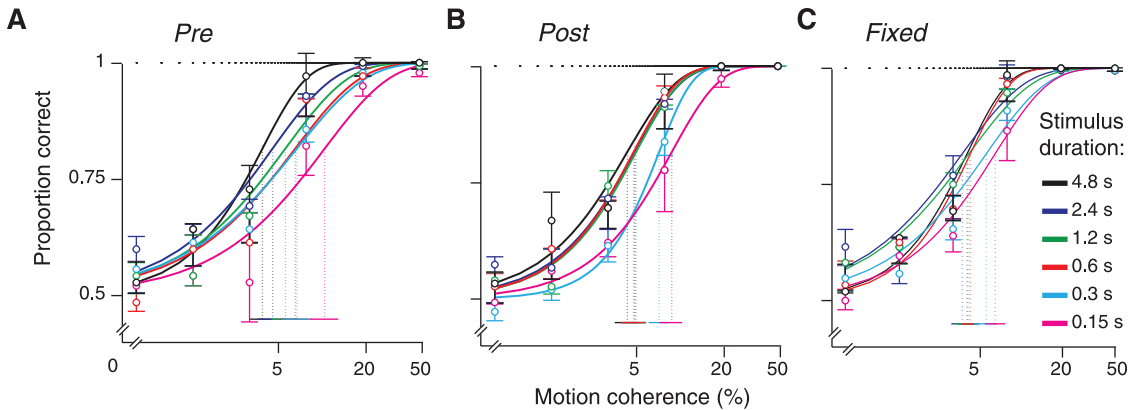 A Pre
B Post
C Fixed
Proportion correct
1
0.75
0.5
0 5 20 50
5 20 50
5 20 50
Motion coherence (%)
Stimulus
duration:
4.8 s
2.4 s
1.2 s
0.6 s
0.3 s
0.15 s